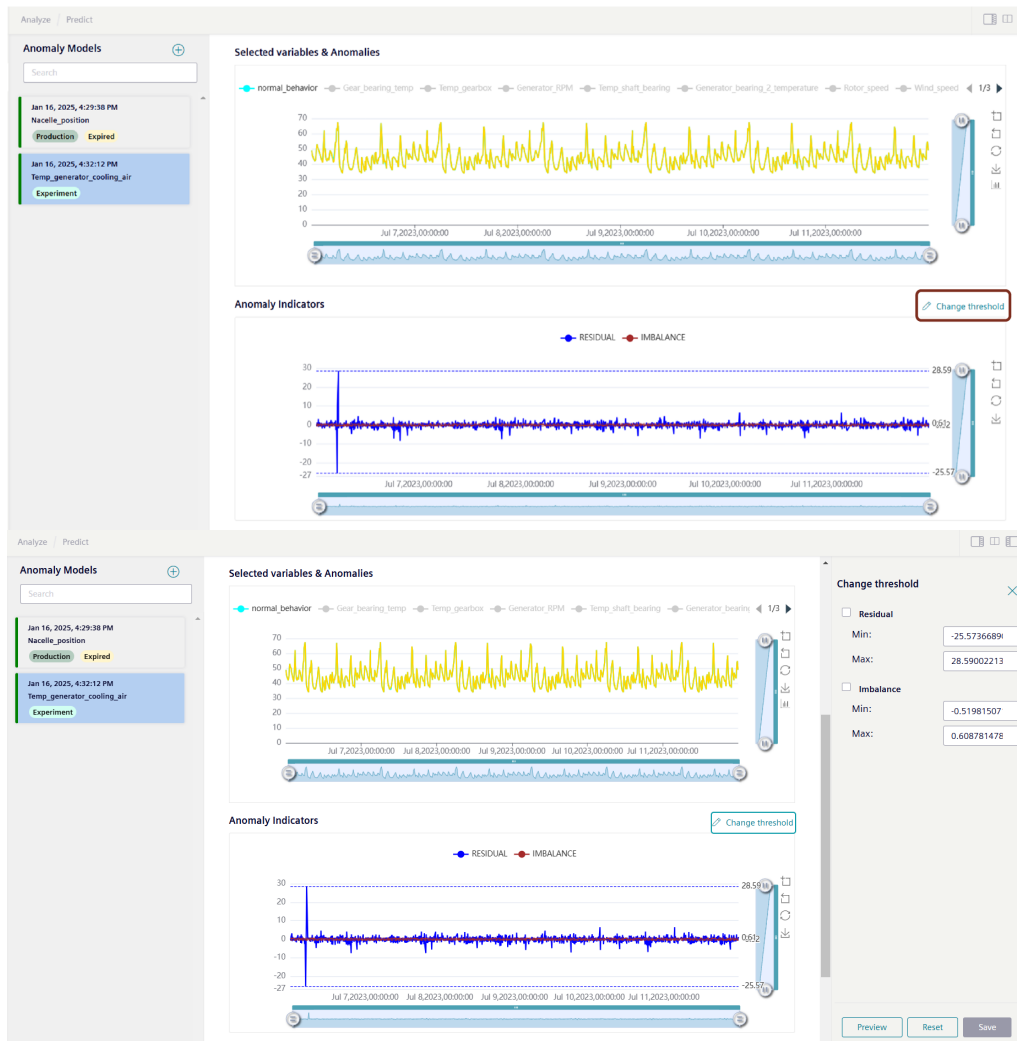 Analyze / Predict
Anomaly Models
Search
Jan 16, 2025, 4:29:38 PM
Nacelle_position
Production Expired
Jan 16, 2025, 4:32:12 PM
Temp_generator_cooling_air
Experiment
Selected variables & Anomalies
normal_behavior Gear_bearing_temp Temp_gearbox Generator_RPM Temp_shaft_bearing Generator_bearing_2_temperature Rotor_speed Wind_speed 1/3
70
60
50
40
30
20
10
0
Jul 7,2023,00:00:00 Jul 8,2023,00:00:00 Jul 9,2023,00:00:00 Jul 10,2023,00:00:00 Jul 11,2023,00:00:00
Anomaly Indicators
Change threshold
RESIDUAL IMBALANCE
30
28.59
20
10
0
-10
-20
-25.57
-27
Jul 7,2023,00:00:00 Jul 8,2023,00:00:00 Jul 9,2023,00:00:00 Jul 10,2023,00:00:00 Jul 11,2023,00:00:00
Analyze / Predict
Anomaly Models
Search
Jan 16, 2025, 4:29:38 PM
Nacelle_position
Production Expired
Jan 16, 2025, 4:32:12 PM
Temp_generator_cooling_air
Experiment
Selected variables & Anomalies
normal_behavior Gear_bearing_temp Temp_gearbox Generator_RPM Temp_shaft_bearing Generator_bearing 1/3
70
60
50
40
30
20
10
0
Jul 7,2023,00:00:00 Jul 8,2023,00:00:00 Jul 9,2023,00:00:00 Jul 10,2023,00:00:00 Jul 11,2023,00:00:00
Anomaly Indicators
Change threshold
RESIDUAL IMBALANCE
30
28.59
20
10
0
-10
-20
-25.57
-27
Jul 7,2023,00:00:00 Jul 8,2023,00:00:00 Jul 9,2023,00:00:00 Jul 10,2023,00:00:00 Jul 11,2023,00:00:00
Change threshold
Residual
Min: -25.5736689
Max: 28.59002213
Imbalance
Min: -0.51981507
Max: 0.608781478
Preview Reset Save